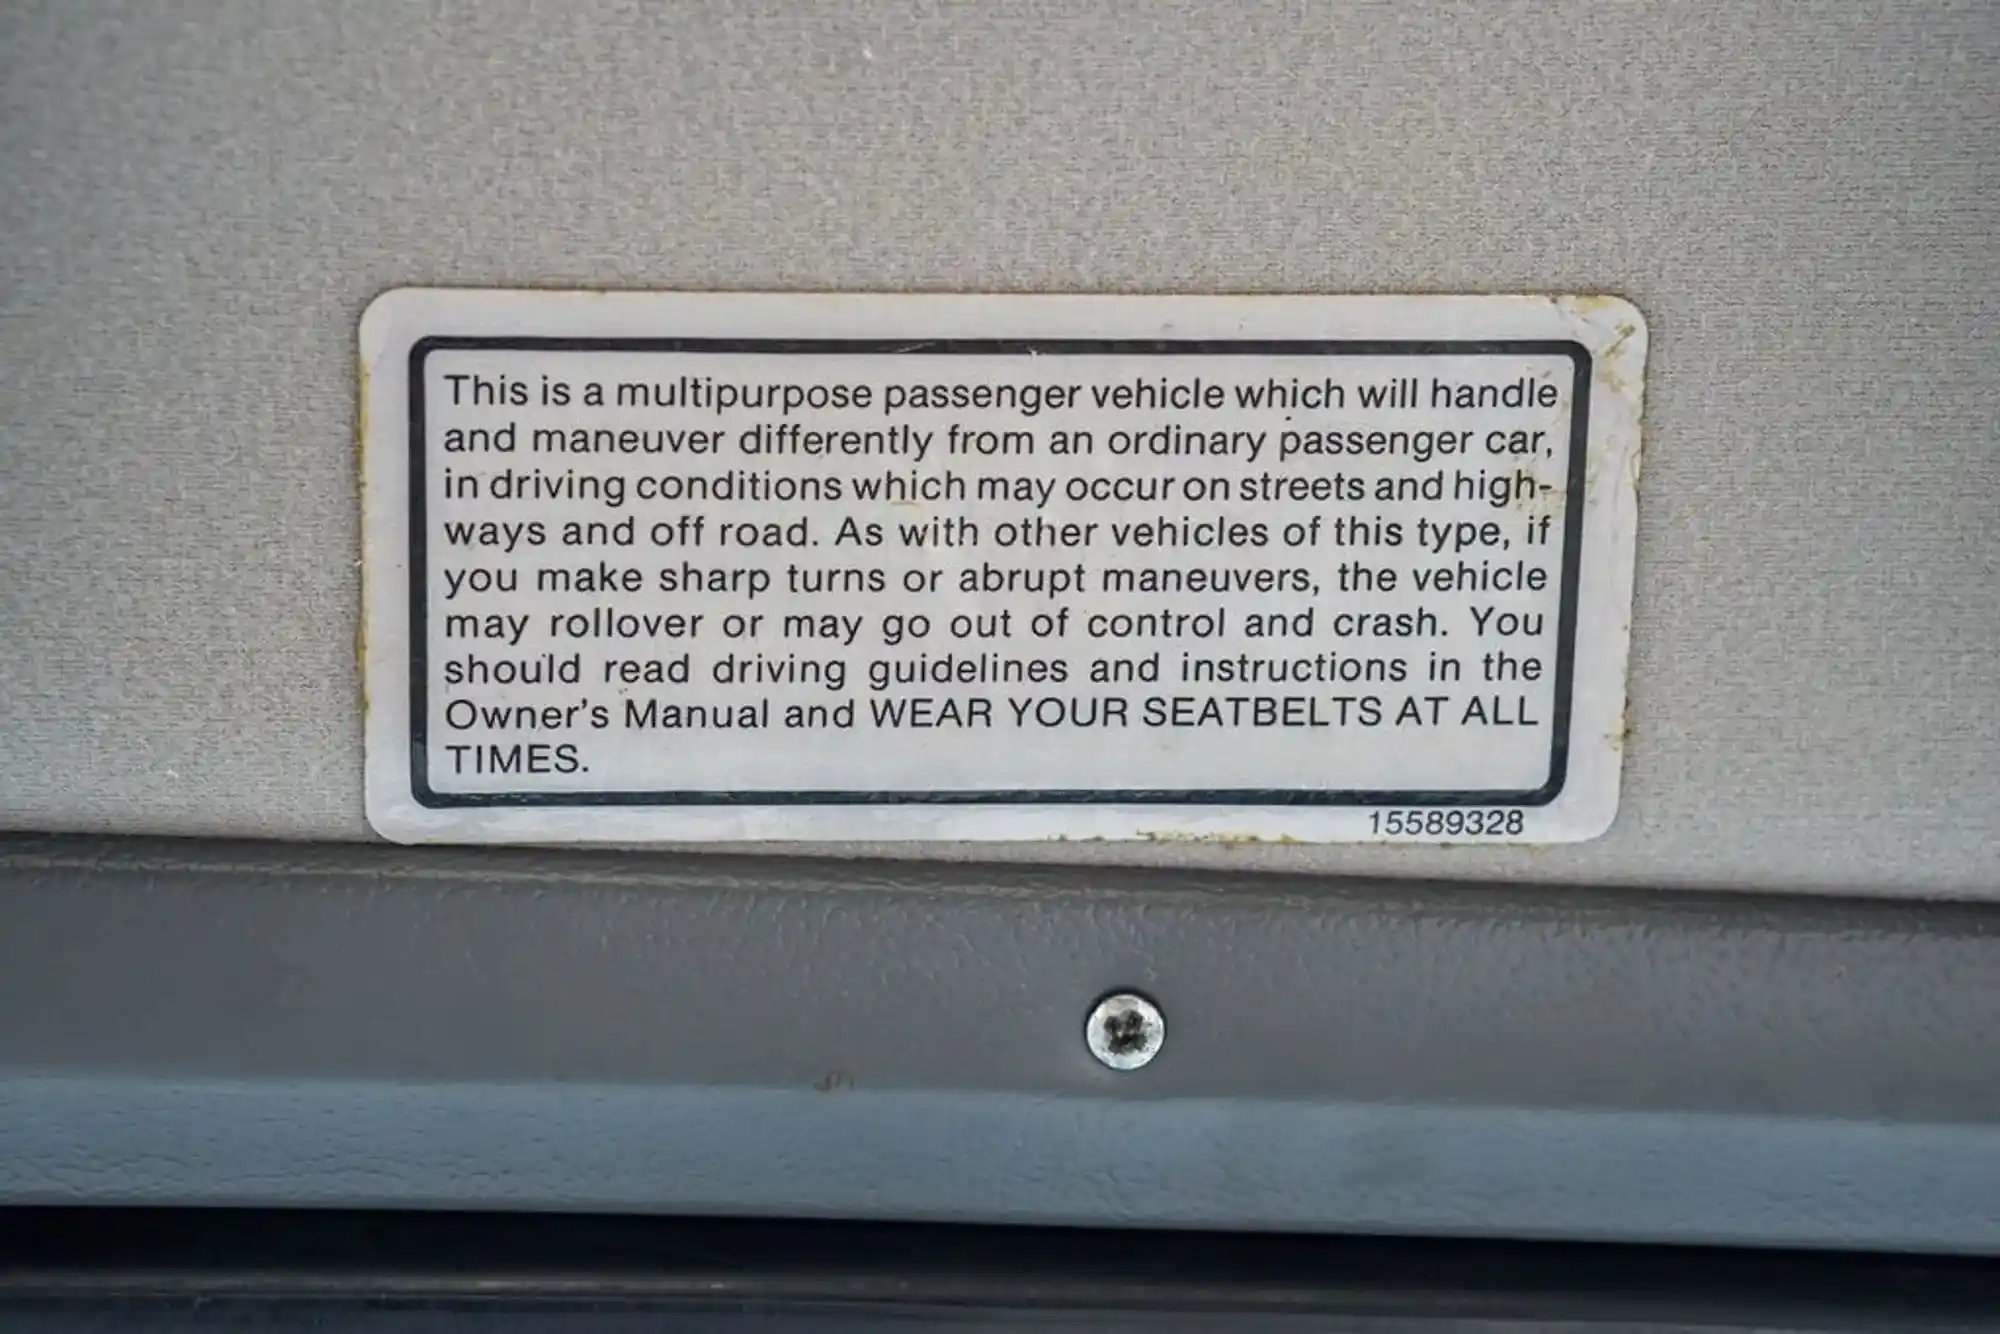 This is a multipurpose passenger vehicle which will handle
and maneuver differently from an ordinary passenger car,
in driving conditions which may occur on streets and high-
ways and off road. As with other vehicles of this type, if
you make sharp turns or abrupt maneuvers, the vehicle
may rollover or may go out of control and crash. You
should read driving guidelines and instructions in the
Owner's Manual and WEAR YOUR SEATBELTS AT ALL
TIMES.
15589328